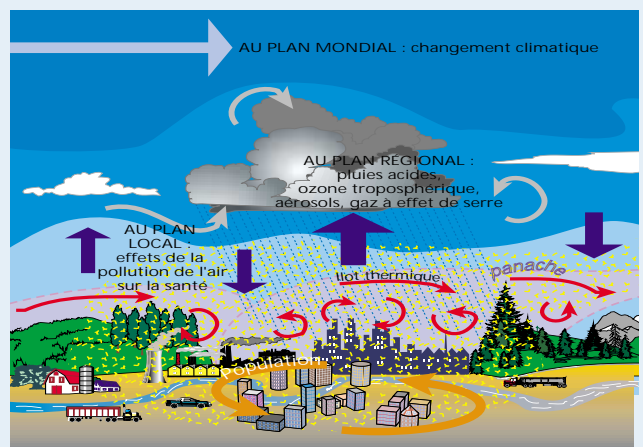 AU PLAN MONDIAL : changement climatique
AU PLAN RÉGIONAL :
pluies acides,
ozone troposphérique,
aérosols, gaz à effet de serre
AU PLAN
LOCAL :
effets de la
pollution de l'air
sur la santé
Ilot thermique
panache
Population